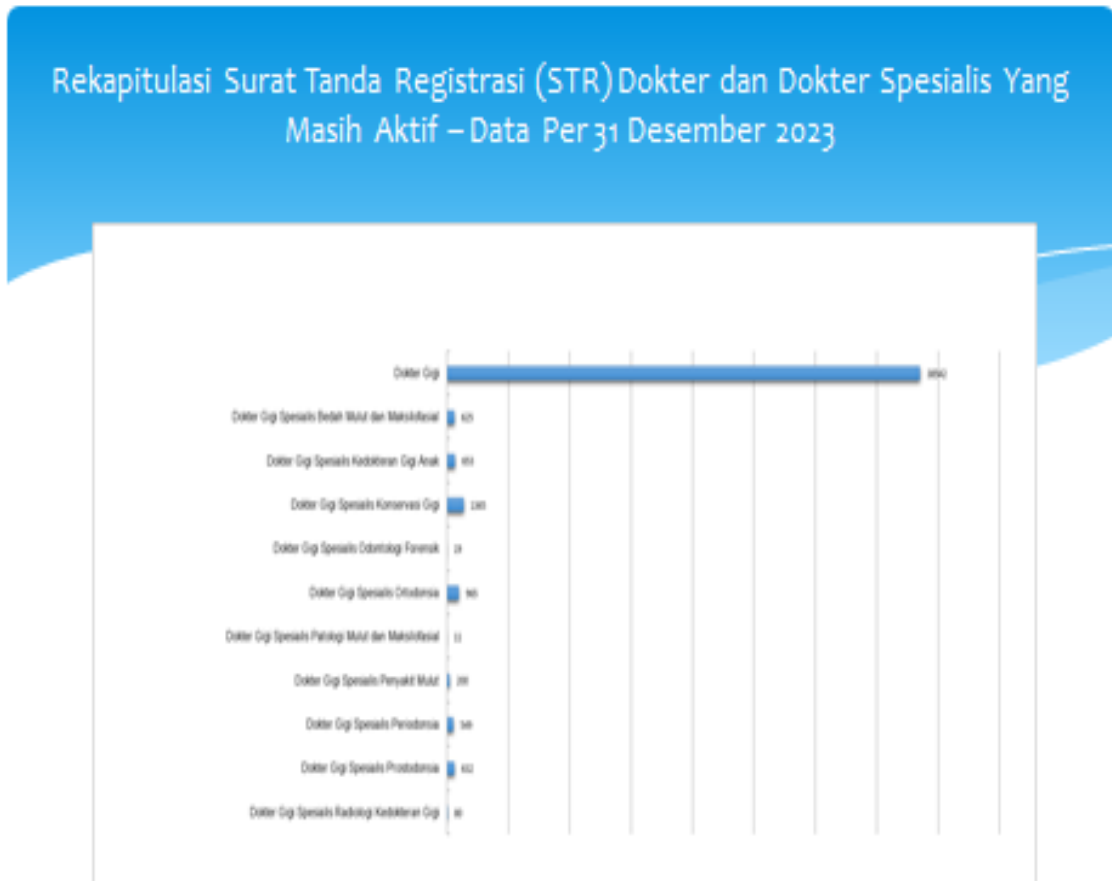 Rekapitulasi Surat Tanda Registrasi (STR) Dokter dan Dokter Spesialis Yang
Masih Aktif – Data Per 31 Desember 2023
Dokter Gigi
Dokter Gigi Spesialis Bedah Mulut dan Maksilofasial
Dokter Gigi Spesialis Kedokteran Gigi Anak
Dokter Gigi Spesialis Konservasi Gigi
Dokter Gigi Spesialis Odontologi Forensik
Dokter Gigi Spesialis Ortodonsia
Dokter Gigi Spesialis Patologi Mulut dan Maksilofasial
Dokter Gigi Spesialis Penyakit Mulut
Dokter Gigi Spesialis Periodonsia
Dokter Gigi Spesialis Prostodonsia
Dokter Gigi Spesialis Radiologi Kedokteran Gigi